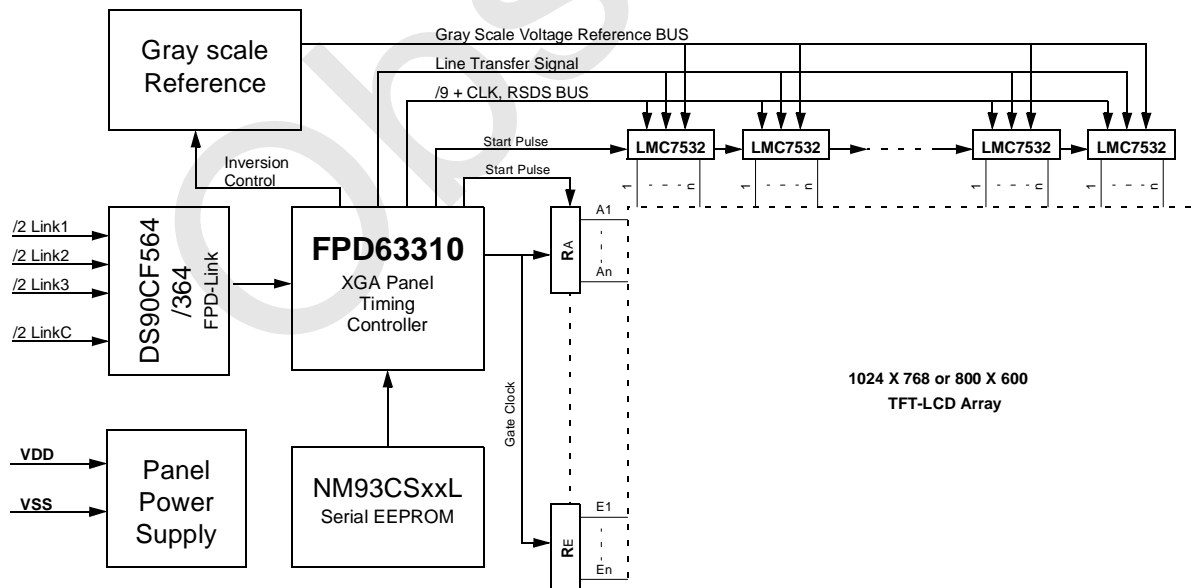 Gray scale
Reference
Gray Scale Voltage Reference BUS
Line Transfer Signal
/9 + CLK, RSDS BUS
Start Pulse
Start Pulse
Inversion
Control
LMC7532
LMC7532
LMC7532
LMC7532
1 - - - n
1 - - - n
1 - - - n
1 - - - n
/2 Link1
/2 Link2
/2 Link3
/2 LinkC
DS90CF564
/364
FPD-Link
FPD63310
XGA Panel
Timing
Controller
RA
A1
An
Gate Clock
1024 X 768 or 800 X 600
TFT-LCD Array
VDD
VSS
Panel
Power
Supply
NM93CSxxL
Serial EEPROM
RE
E1
En
Obs